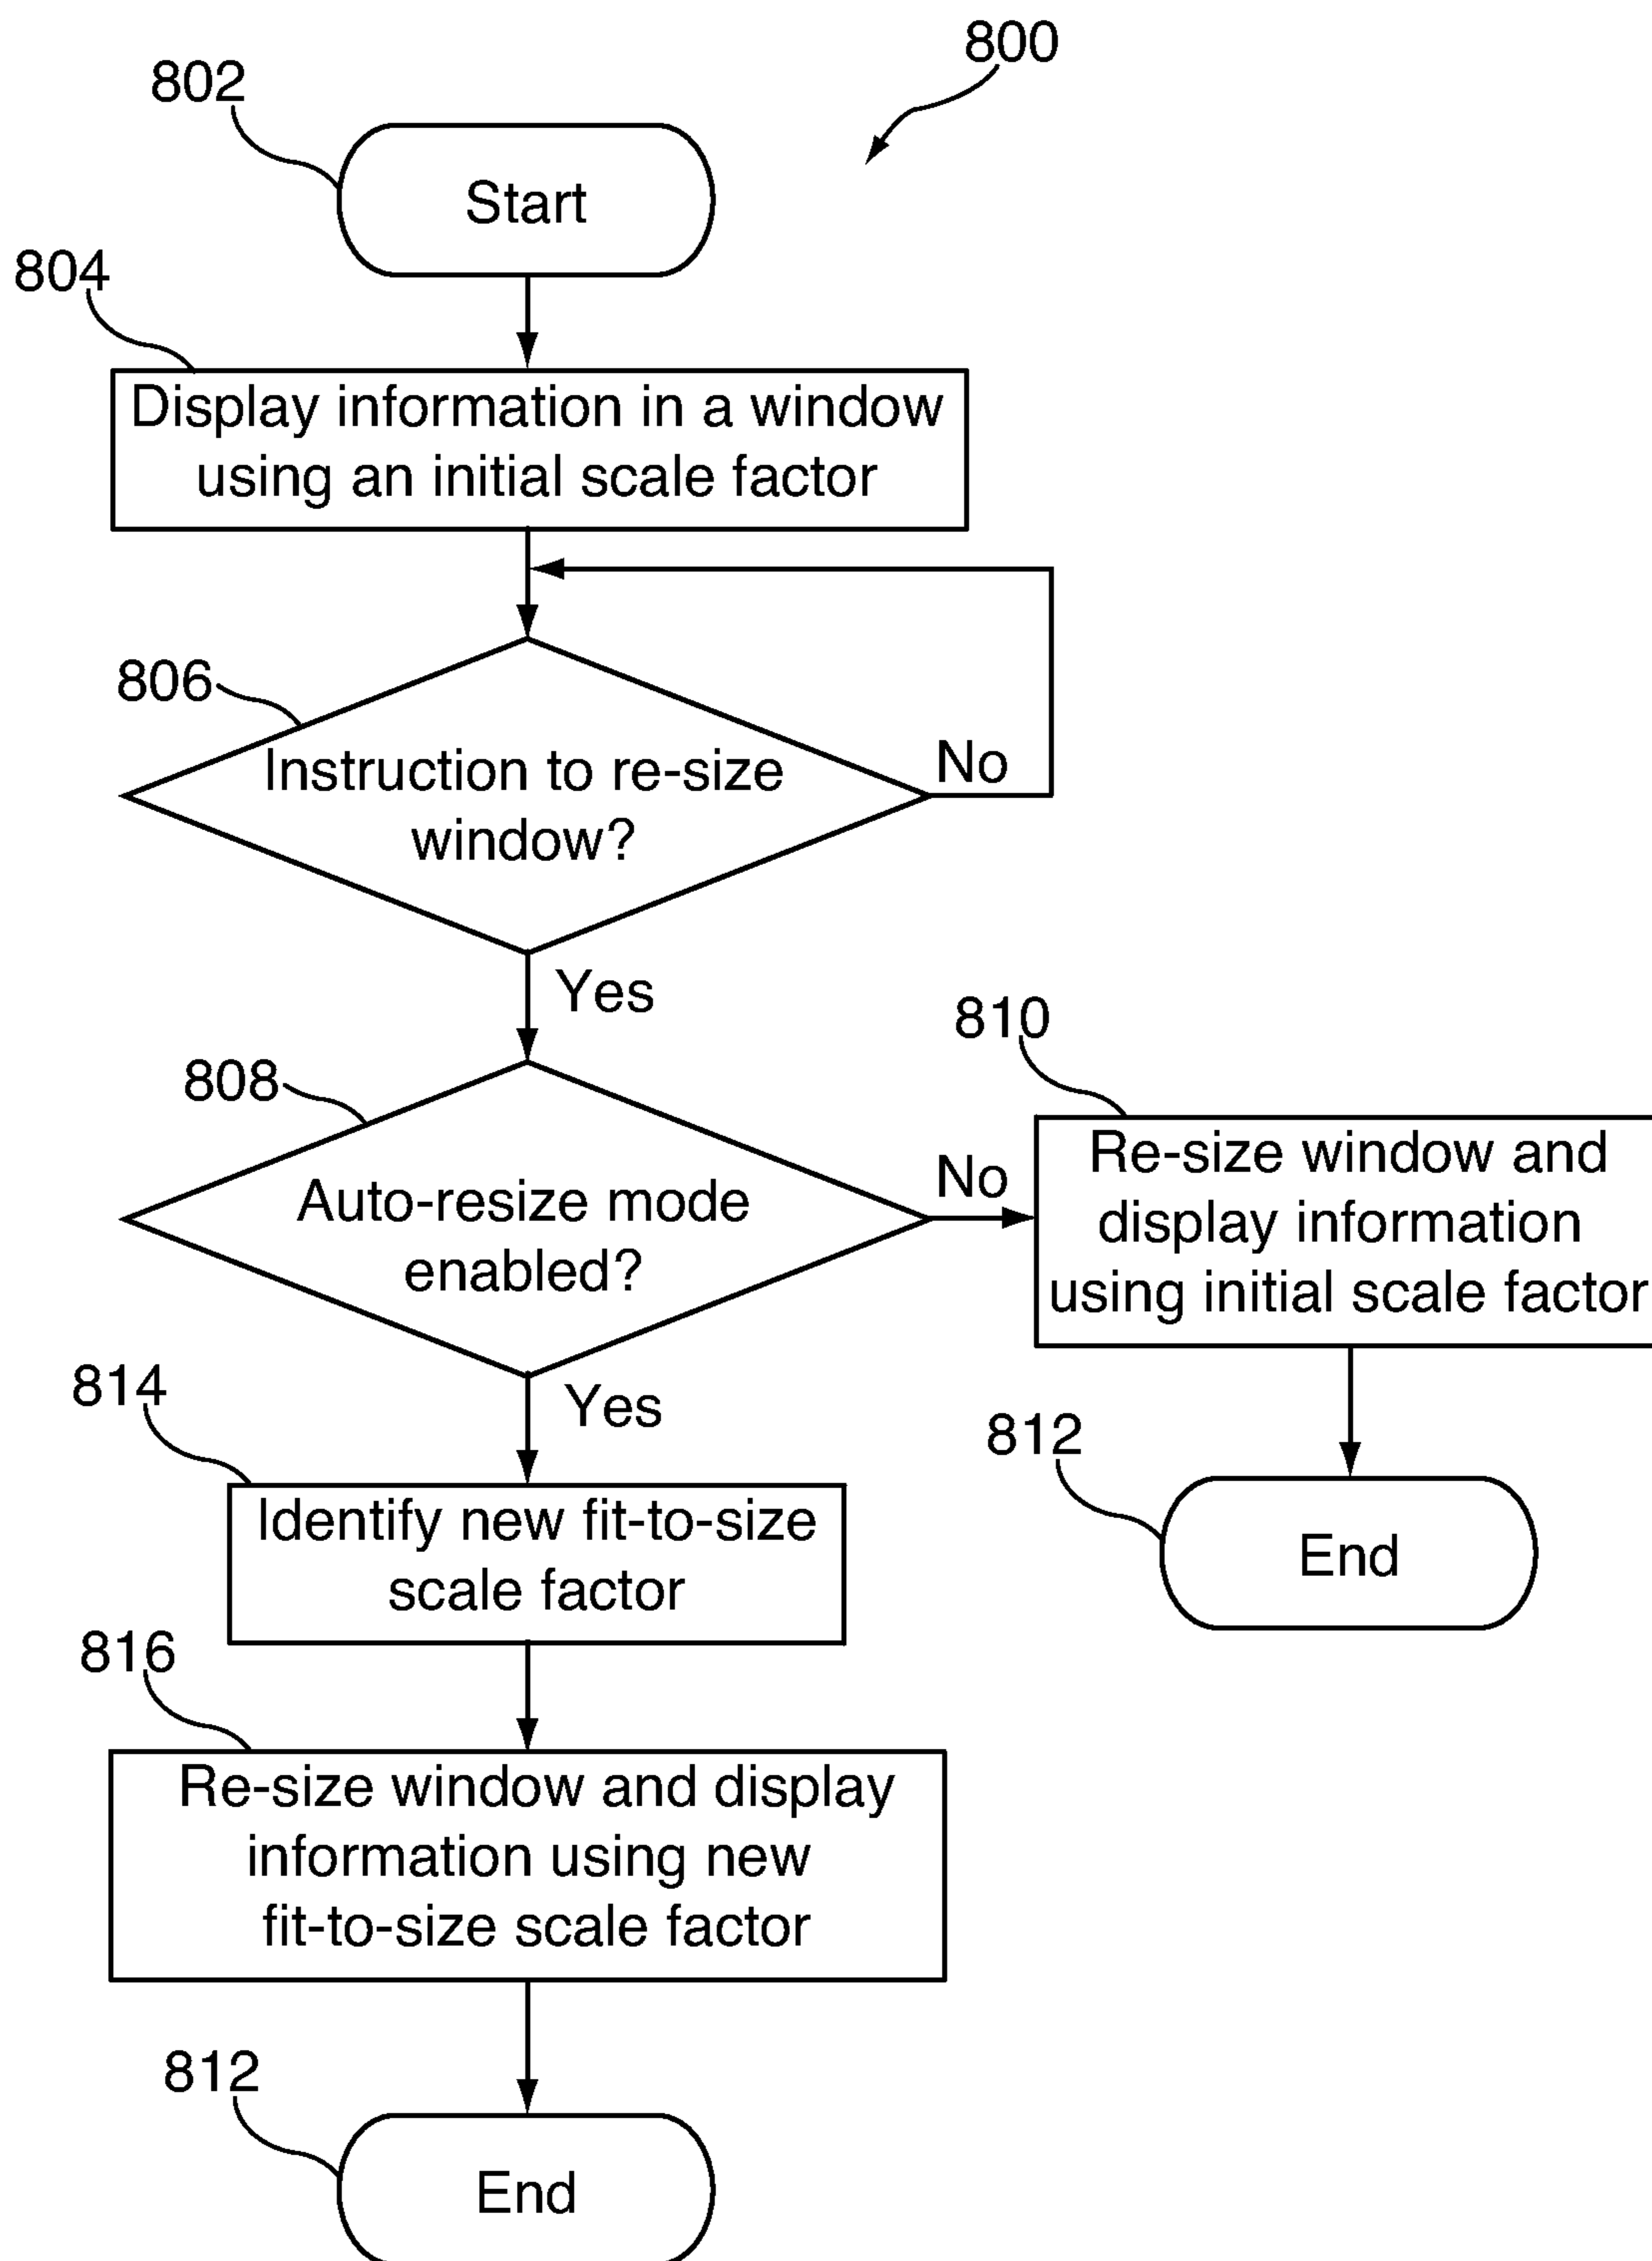 800
802
Start
804
Display information in a window
using an initial scale factor
806
Instruction to re-size
window?
No
Yes
808
Auto-resize mode
enabled?
No
810
Re-size window and
display information
using initial scale factor
812
End
Yes
814
Identify new fit-to-size
scale factor
816
Re-size window and display
information using new
fit-to-size scale factor
812
End